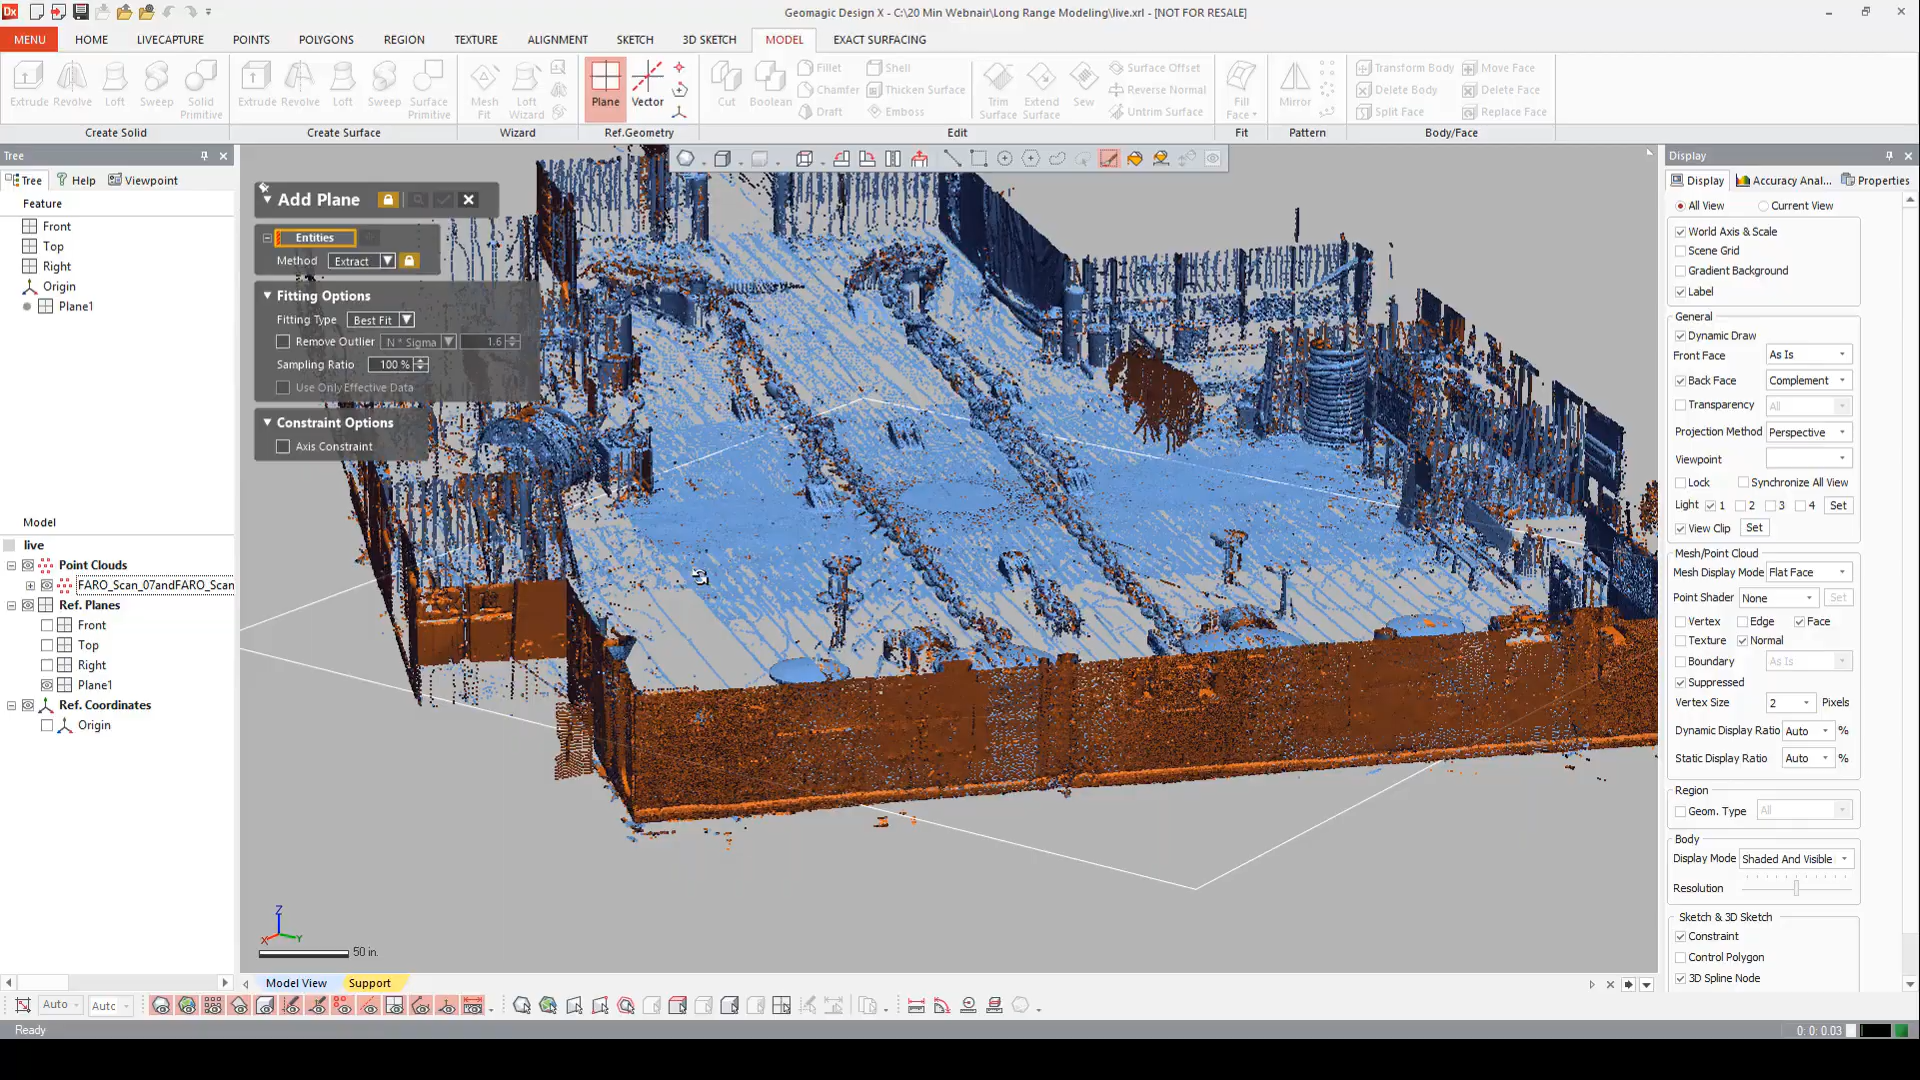 Dx
Geomagic Design X - C:\20 Min Webnair\Long Range Modeling\live.xrl - [NOT FOR RESALE]
MENU HOME LIVECAPTURE POINTS POLYGONS REGION TEXTURE ALIGNMENT SKETCH 3D SKETCH MODEL EXACT SURFACING
Extrude Revolve Loft Sweep Solid Primitive
Create Solid
Extrude Revolve Loft Sweep Surface Primitive
Create Surface
Mesh Fit Loft Wizard
Wizard
Plane Vector
Ref.Geometry
Cut Boolean Fillet Chamfer Draft Shell Thicken Surface Emboss
Trim Surface Extend Surface Sew Surface Offset Reverse Normal Untrim Surface
Edit
Fill Face
Fit
Mirror
Pattern
Transform Body Delete Body Split Face Move Face Delete Face Replace Face
Body/Face
Tree
Tree Help Viewpoint
Feature
Front
Top
Right
Origin
Plane1
Model
live
Point Clouds
FARO_Scan_07andFARO_Scan
Ref. Planes
Front
Top
Right
Plane1
Ref. Coordinates
Origin
Add Plane
Entities
Method Extract
Fitting Options
Fitting Type Best Fit
Remove Outlier N * Sigma 1.6
Sampling Ratio 100 %
Use Only Effective Data
Constraint Options
Axis Constraint
Z
X Y
50 in.
Display
Display Accuracy Anal... Properties
All View Current View
World Axis & Scale
Scene Grid
Gradient Background
Label
General
Dynamic Draw
Front Face As Is
Back Face Complement
Transparency All
Projection Method Perspective
Viewpoint
Lock Synchronize All View
Light 1 2 3 4 Set
View Clip Set
Mesh/Point Cloud
Mesh Display Mode Flat Face
Point Shader None Set
Vertex Edge Face
Texture Normal
Boundary As Is
Suppressed
Vertex Size 2 Pixels
Dynamic Display Ratio Auto %
Static Display Ratio Auto %
Region
Geom. Type All
Body
Display Mode Shaded And Visible
Resolution
Sketch & 3D Sketch
Constraint
Control Polygon
3D Spline Node
Model View Support
Auto Auto
Ready
0: 0: 0.03